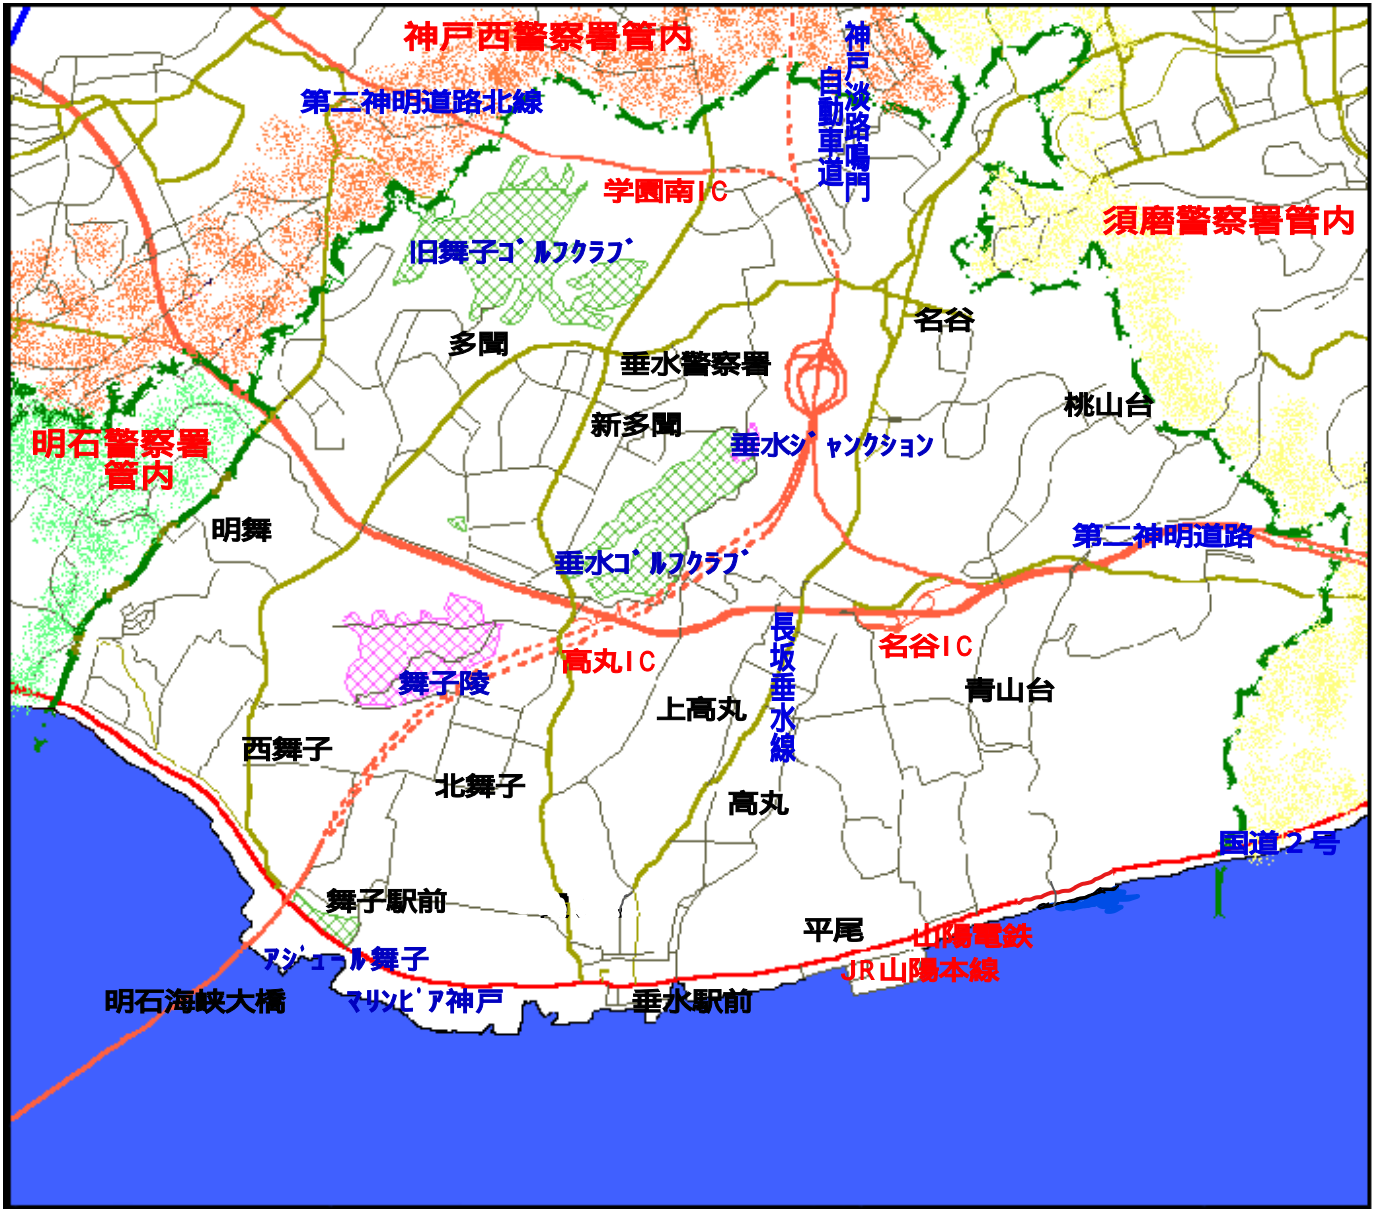 神戸西警察署管内
神戸淡路鳴門
自動車道
第二神明道路北線
学園南IC
須磨警察署管内
旧舞子ゴルフクラブ
名谷
多聞
垂水警察署
桃山台
新多聞
垂水ジャンクション
明石警察署
管内
明舞
第二神明道路
垂水ゴルフクラブ
長坂垂水線
名谷IC
高丸IC
舞子陵
青山台
上高丸
西舞子
北舞子
高丸
国道２号
舞子駅前
平尾
山陽電鉄
アジュール舞子
JR山陽本線
明石海峡大橋
マリンピア神戸
垂水駅前